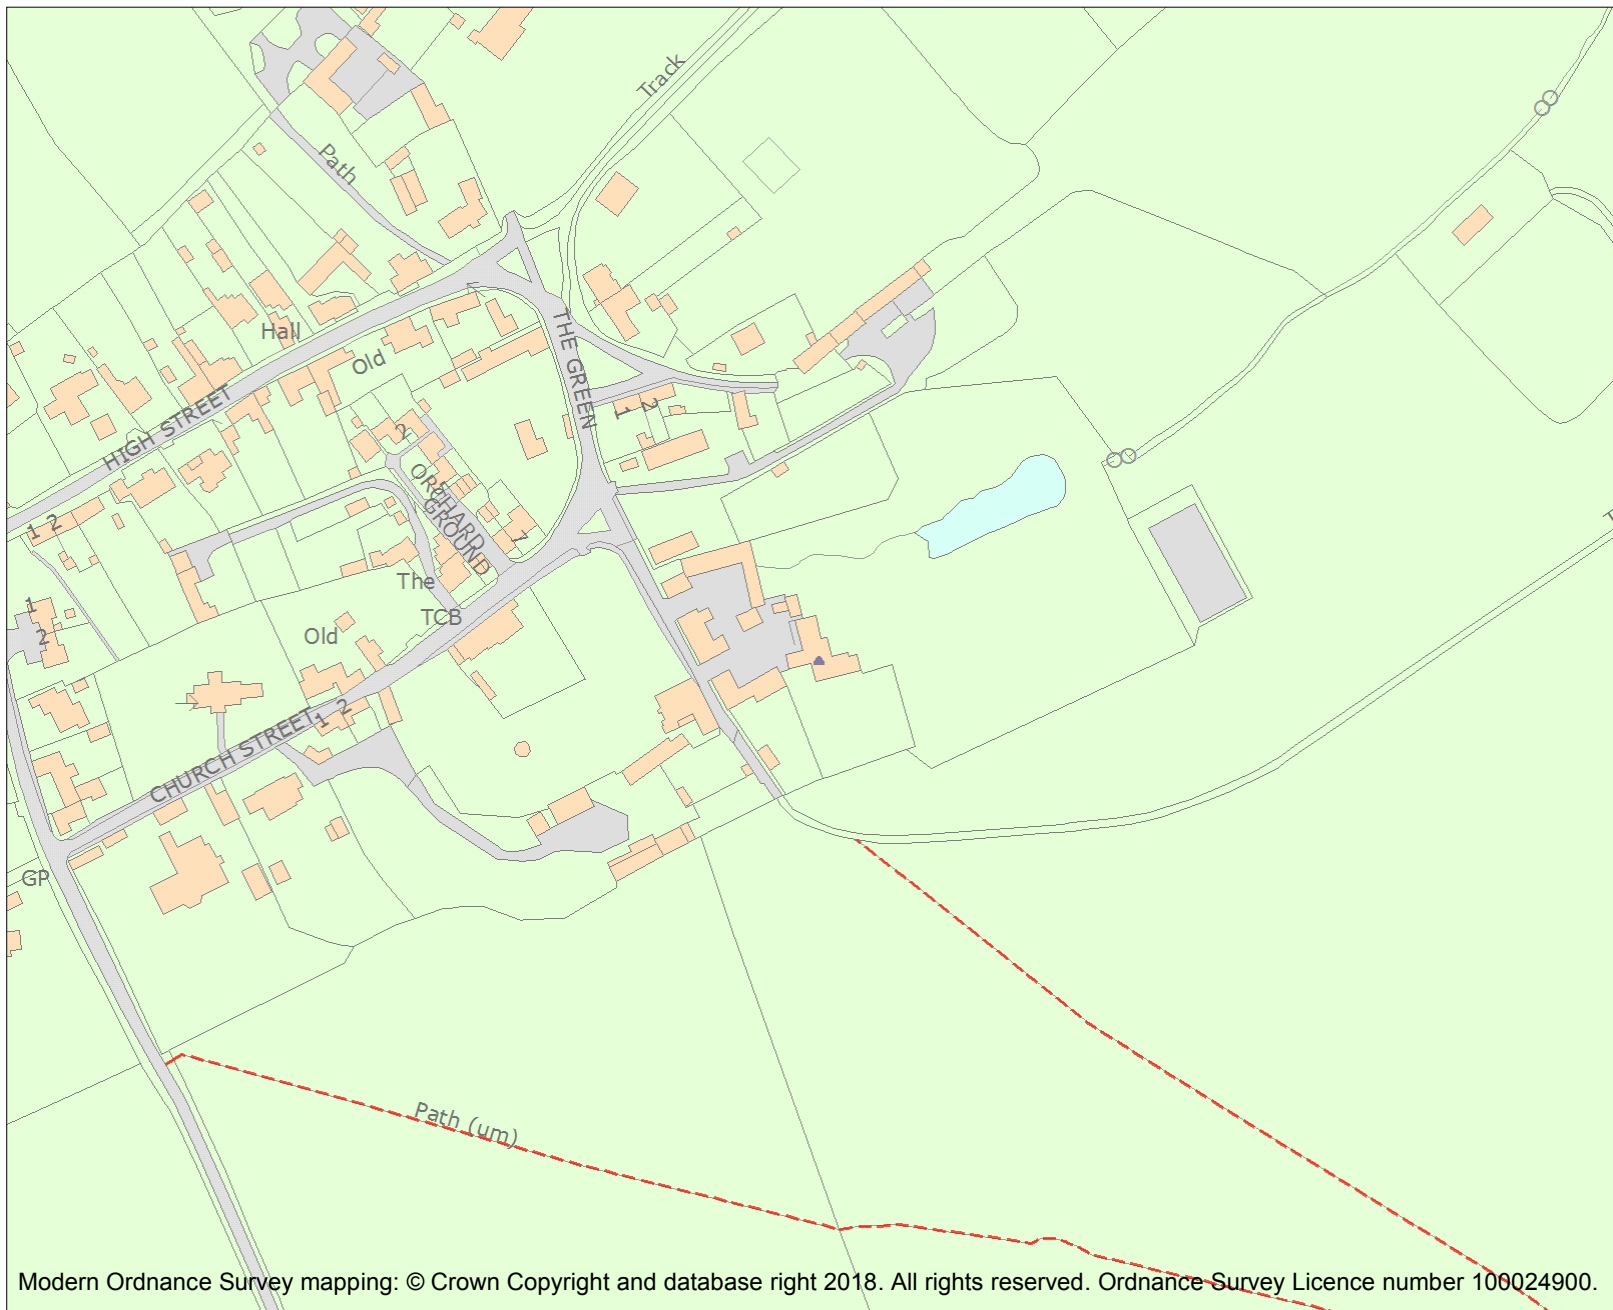 Track
Path
Hall
Old
THE GREEN
HIGH STREET
1 2
2
ORCHARD
GROUND
1 2
7
The
TCB
1
2
Old
1 2
CHURCH STREET
GP
Path (um)
Modern Ordnance Survey mapping: © Crown Copyright and database right 2018. All rights reserved. Ordnance Survey Licence number 100024900.